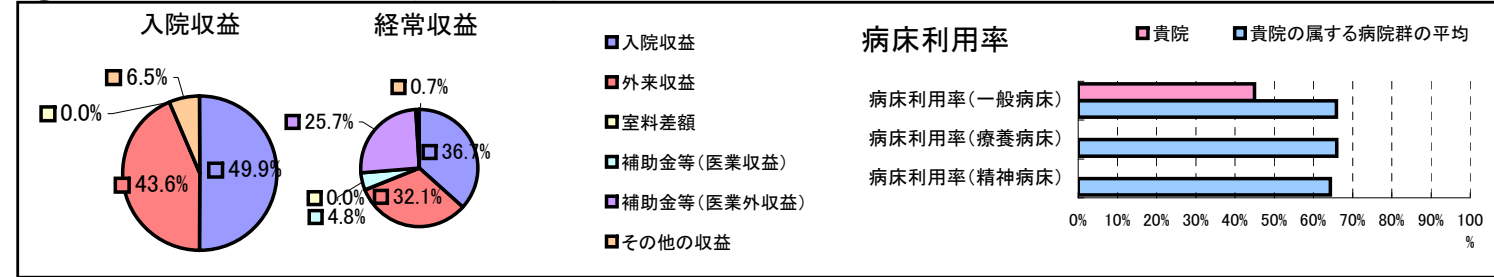 入院収益
6.5%
0.0%
49.9%
43.6%
経常収益
0.7%
25.7%
36.7%
0.0%
4.8%
32.1%
入院収益
外来収益
室料差額
補助金等(医業収益)
補助金等(医業外収益)
その他の収益
病床利用率
貴院 貴院の属する病院群の平均
病床利用率(一般病床)
病床利用率(療養病床)
病床利用率(精神病床)
0% 10% 20% 30% 40% 50% 60% 70% 80% 90% 100
%